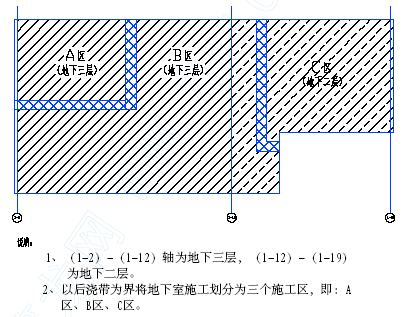 A区
(地下三层)
B区
(地下三层)
C区
(地下二层)
说明:
1、(1-2)-(1-12)轴为地下三层，(1-12)-(1-19)
为地下二层。
2、以后浇带为界将地下室施工划分为三个施工区，即：A
区、B区、C区。